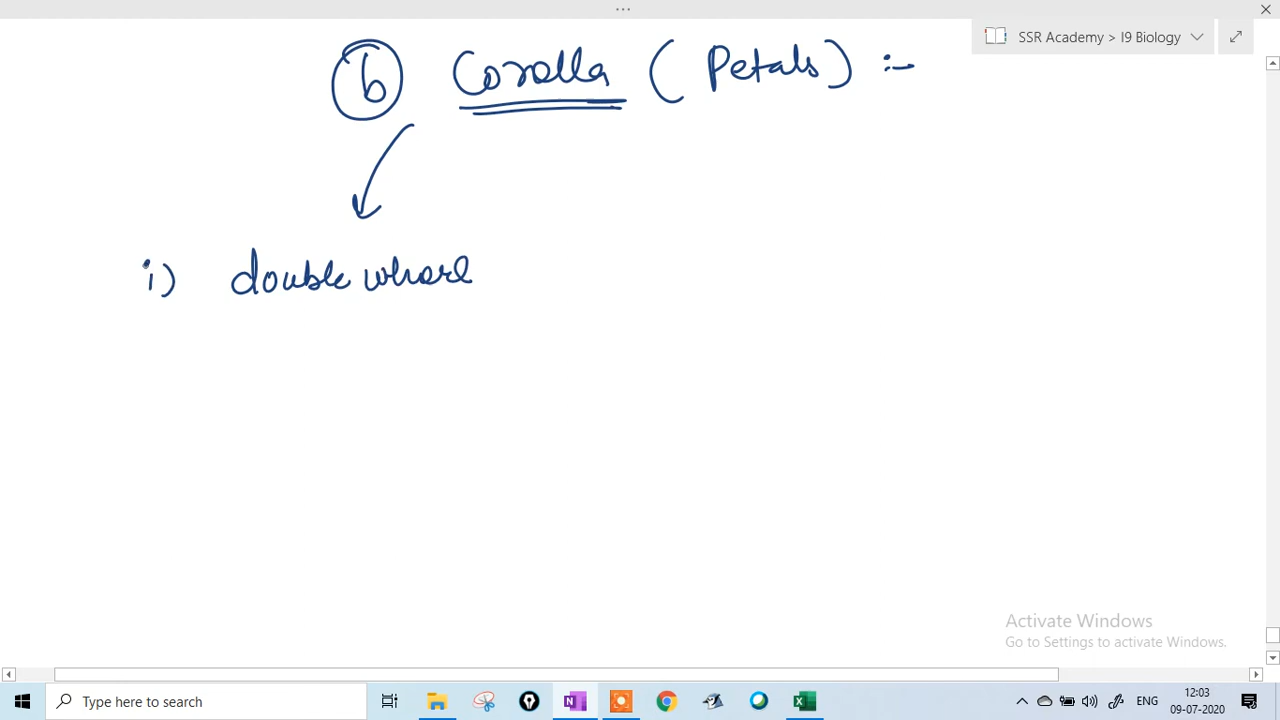 SSR Academy > I9 Biology
b Corolla (Petals) :-
i) double whorl
Activate Windows
Go to Settings to activate Windows.
Type here to search
ENG
12:03
09-07-2020